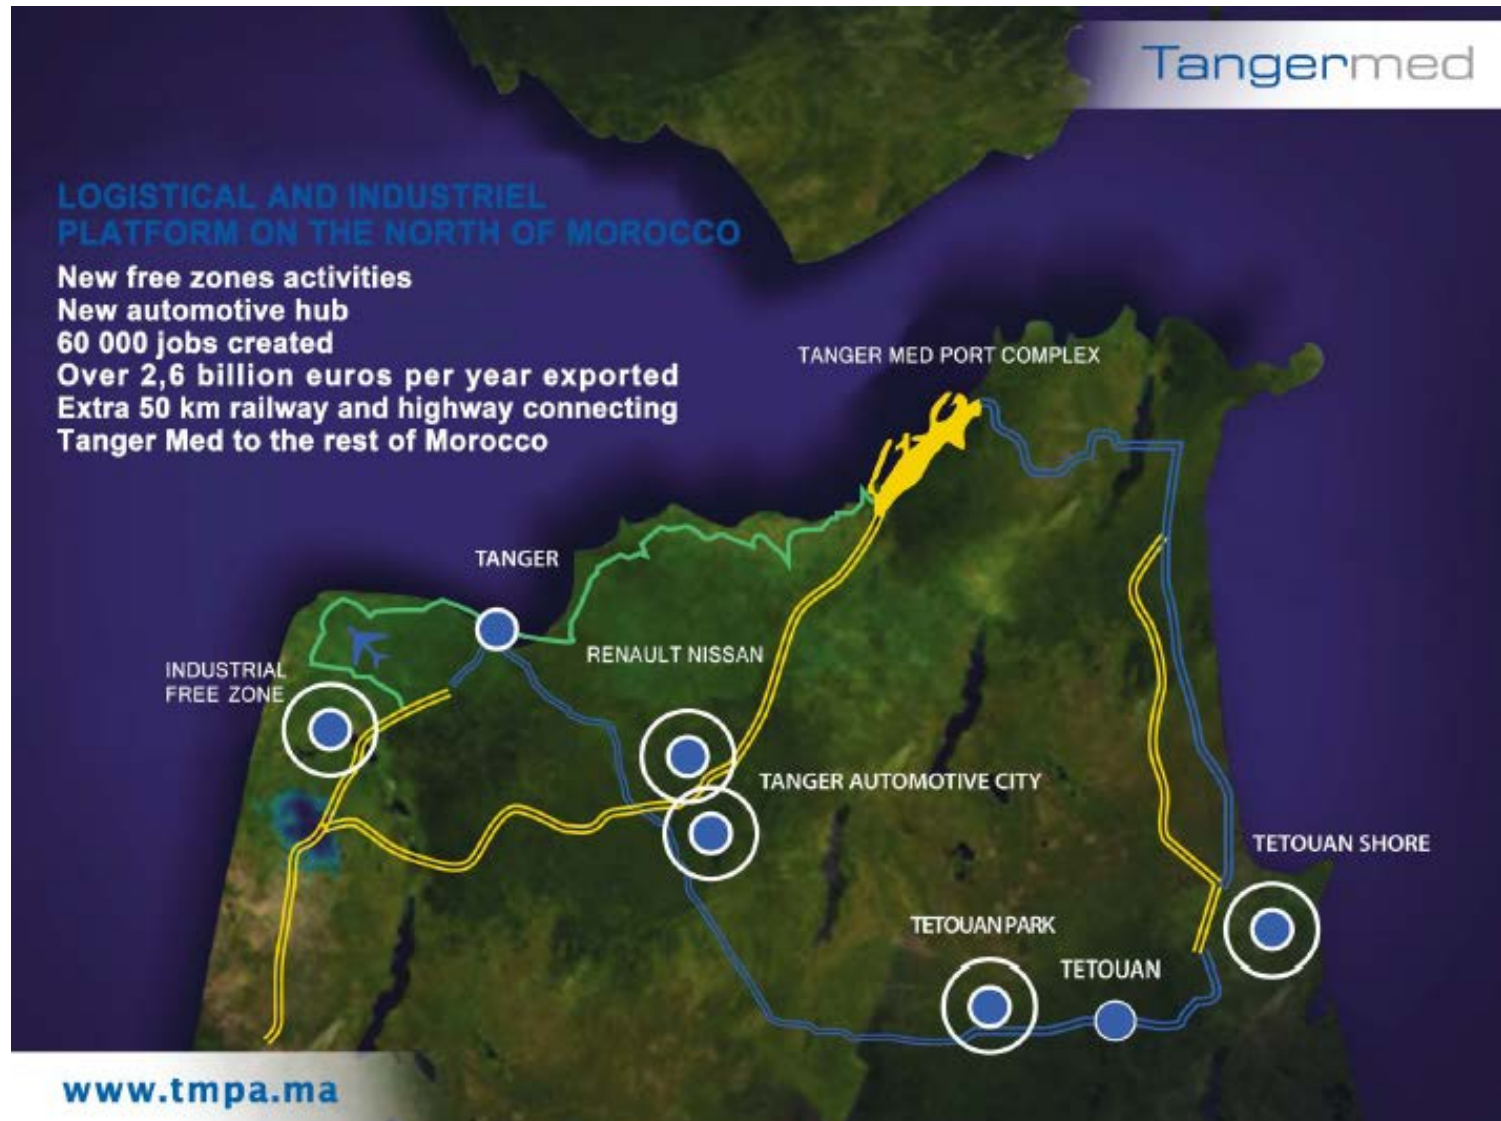 Tangermed
LOGISTICAL AND INDUSTRIEL
PLATFORM ON THE NORTH OF MOROCCO
New free zones activities
New automotive hub
60 000 jobs created
Over 2,6 billion euros per year exported
Extra 50 km railway and highway connecting
Tanger Med to the rest of Morocco
TANGER MED PORT COMPLEX
TANGER
RENAULT NISSAN
INDUSTRIAL
FREE ZONE
TANGER AUTOMOTIVE CITY
TETOUAN SHORE
TETOUAN PARK
TETOUAN
www.tmpa.ma